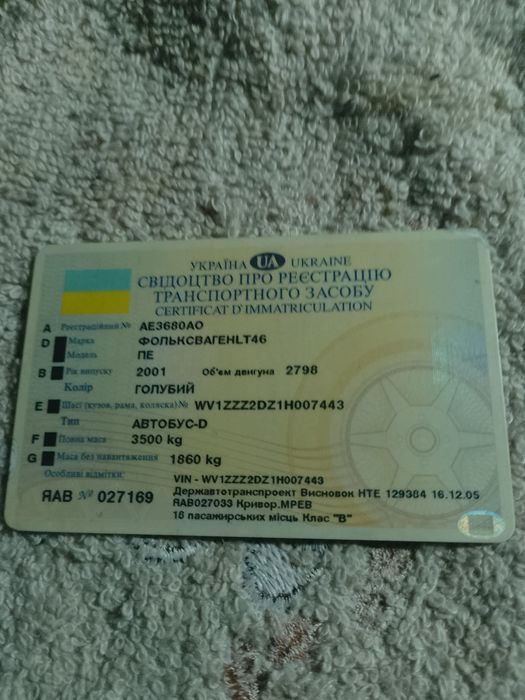 УКРАЇНА UA UKRAINE
СВІДОЦТВО ПРО РЕЄСТРАЦІЮ
ТРАНСПОРТНОГО ЗАСОБУ
CERTIFICAT D'IMMATRICULATION
A Реєстраційний № АЕ3680АО
D Марка ФОЛЬКСВАГЕНLT46
Модель ПЕ
B Рік випуску 2001 Об'єм двигуна 2798
Колір ГОЛУБИЙ
E Шасі (кузов, рама, коляска) № WV1ZZZ2DZ1H007443
Тип АВТОБУС-D
F Повна маса 3500 kg
G Маса без навантаження 1860 kg
Особливі відмітки:
VIN - WV1ZZZ2DZ1H007443
ЯАВ № 027169 Державтотранспроект Висновок НТЕ 129384 16.12.05
ЯАВ027033 Кривор.МРЕВ
18 пасажирських місць Клас "В"